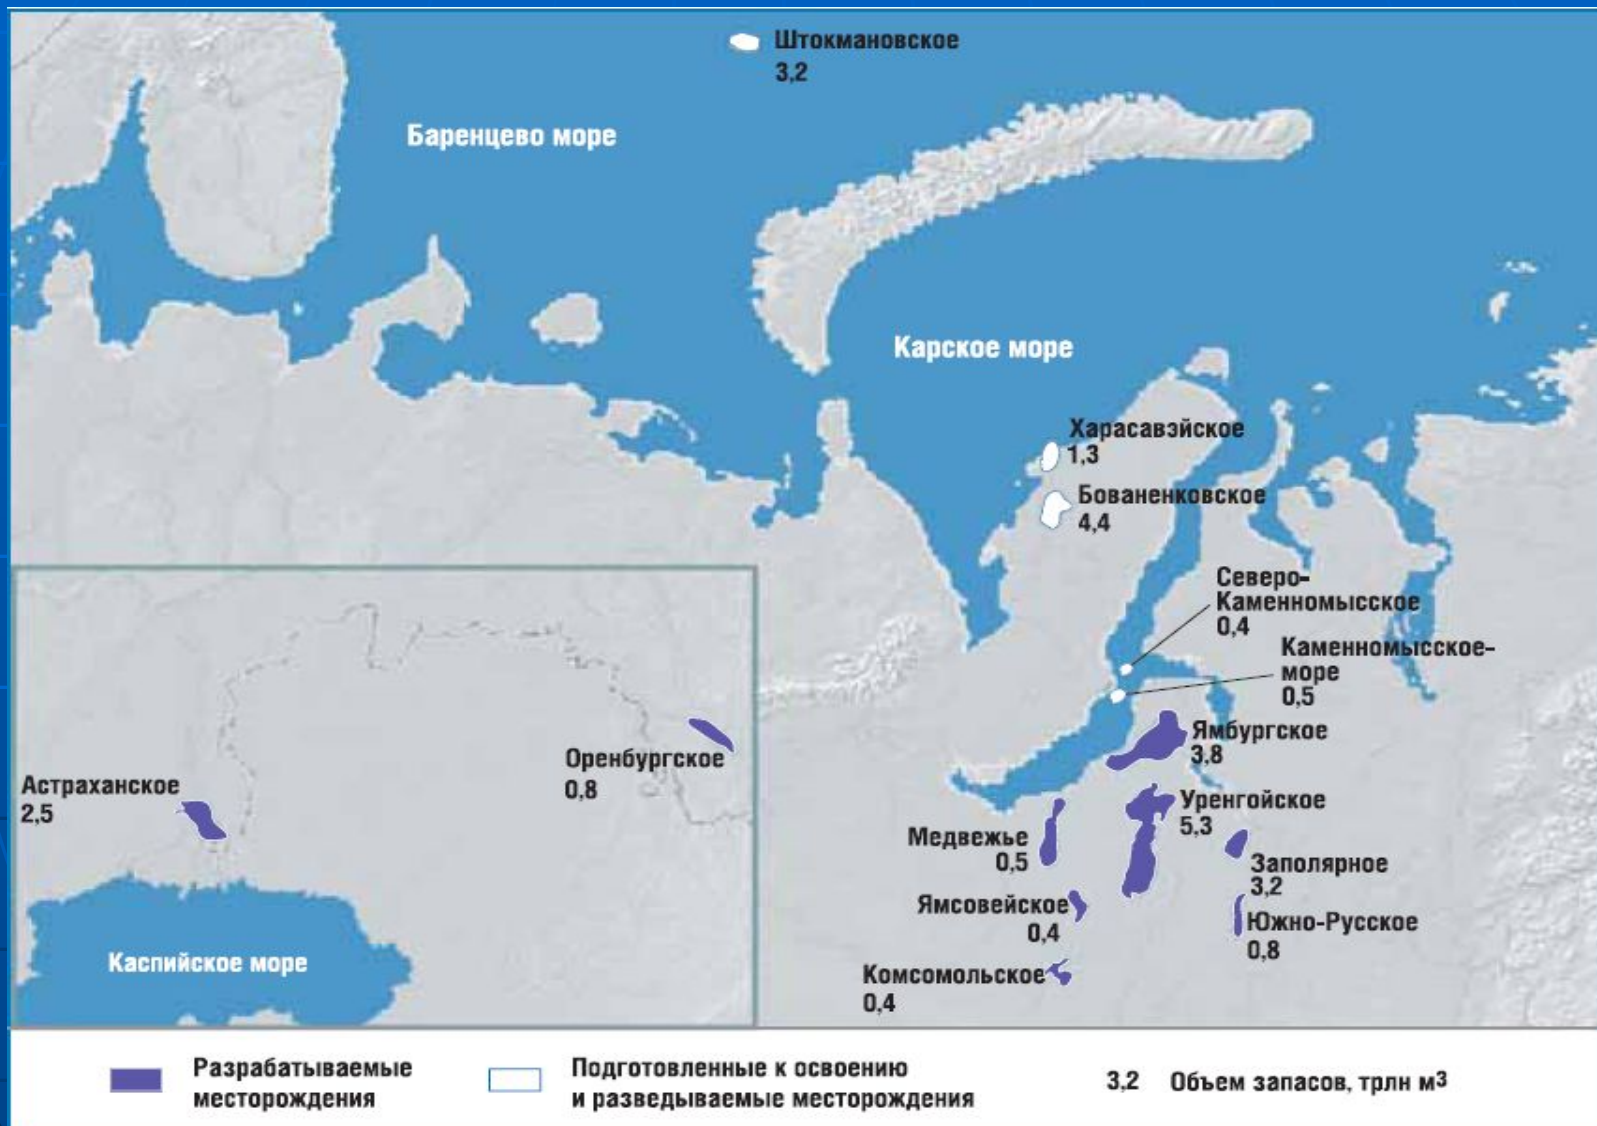 Штокмановское
3,2
Баренцево море
Карское море
Харасавэйское
1,3
Бованенковское
4,4
Северо-
Каменномысское
0,4
Каменномысское-
море
0,5
Ямбургское
3,8
Оренбургское
0,8
Астраханское
2,5
Уренгойское
5,3
Медвежье
0,5
Заполярное
3,2
Ямсовейское
0,4
Южно-Русское
0,8
Каспийское море
Комсомольское
0,4
Разрабатываемые
месторождения
Подготовленные к освоению
и разведываемые месторождения
3,2 Объем запасов, трлн м³